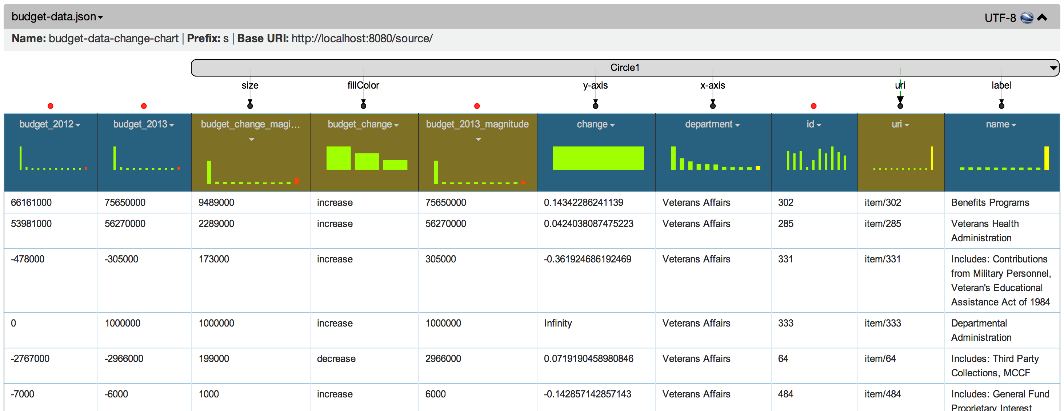 budget-data.json
UTF-8
Name: budget-data-change-chart | Prefix: s | Base URI: http://localhost:8080/source/
Circle1
size fillColor y-axis x-axis url label
budget_2012 budget_2013 budget_change_magi... budget_change budget_2013_magnitude change department id uri name
66161000 75650000 9489000 increase 75650000 0.14342286241139 Veterans Affairs 302 item/302 Benefits Programs
53981000 56270000 2289000 increase 56270000 0.0424038087475223 Veterans Affairs 285 item/285 Veterans Health
Administration
-478000 -305000 173000 increase 305000 -0.361924686192469 Veterans Affairs 331 item/331 Includes: Contributions
from Military Personnel,
Veteran's Educational
Assistance Act of 1984
0 1000000 1000000 increase 1000000 Infinity Veterans Affairs 333 item/333 Departmental
Administration
-2767000 -2966000 199000 decrease 2966000 0.0719190458980846 Veterans Affairs 64 item/64 Includes: Third Party
Collections, MCCF
-7000 -6000 1000 increase 6000 -0.142857142857143 Veterans Affairs 484 item/484 Includes: General Fund
Proprietary Interest